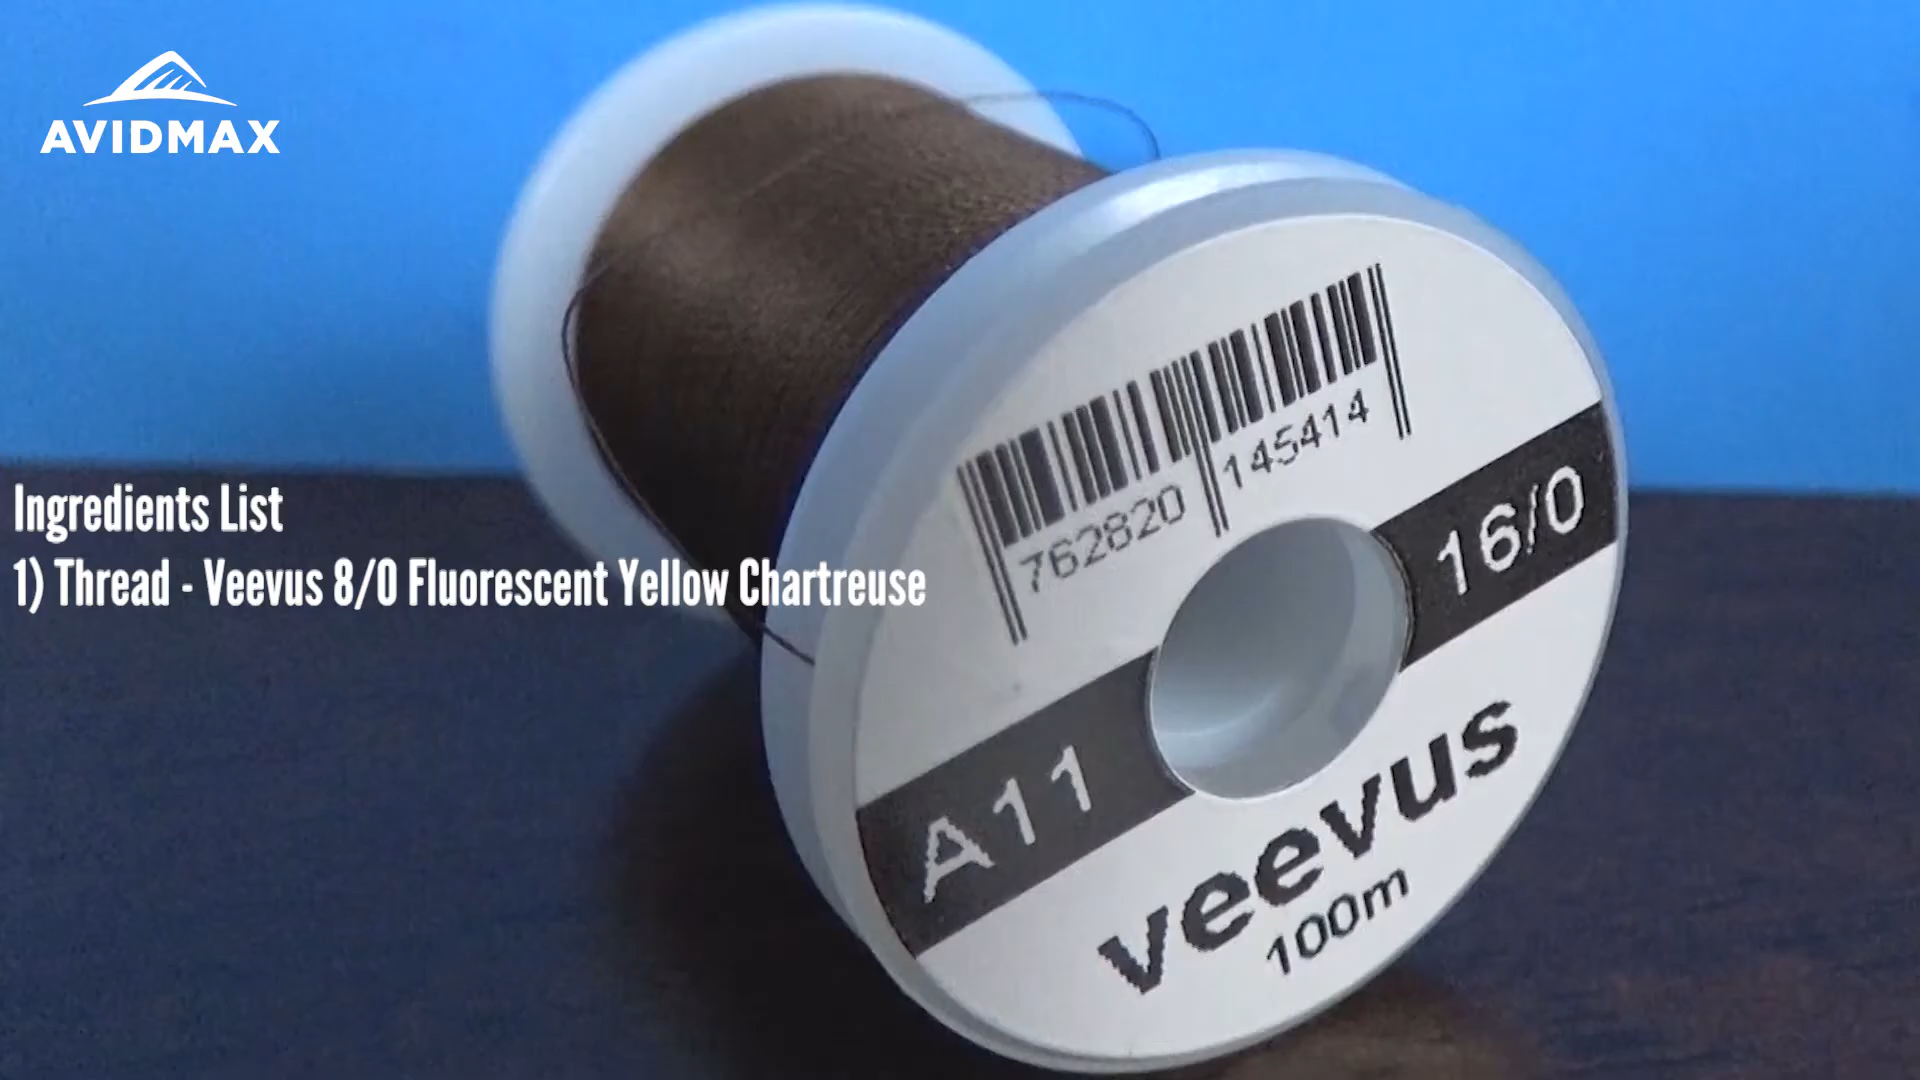 AVIDMAX
Ingredients List
1) Thread - Veevus 8/0 Fluorescent Yellow Chartreuse
762820 145414
A11 16/0
veevus
100m